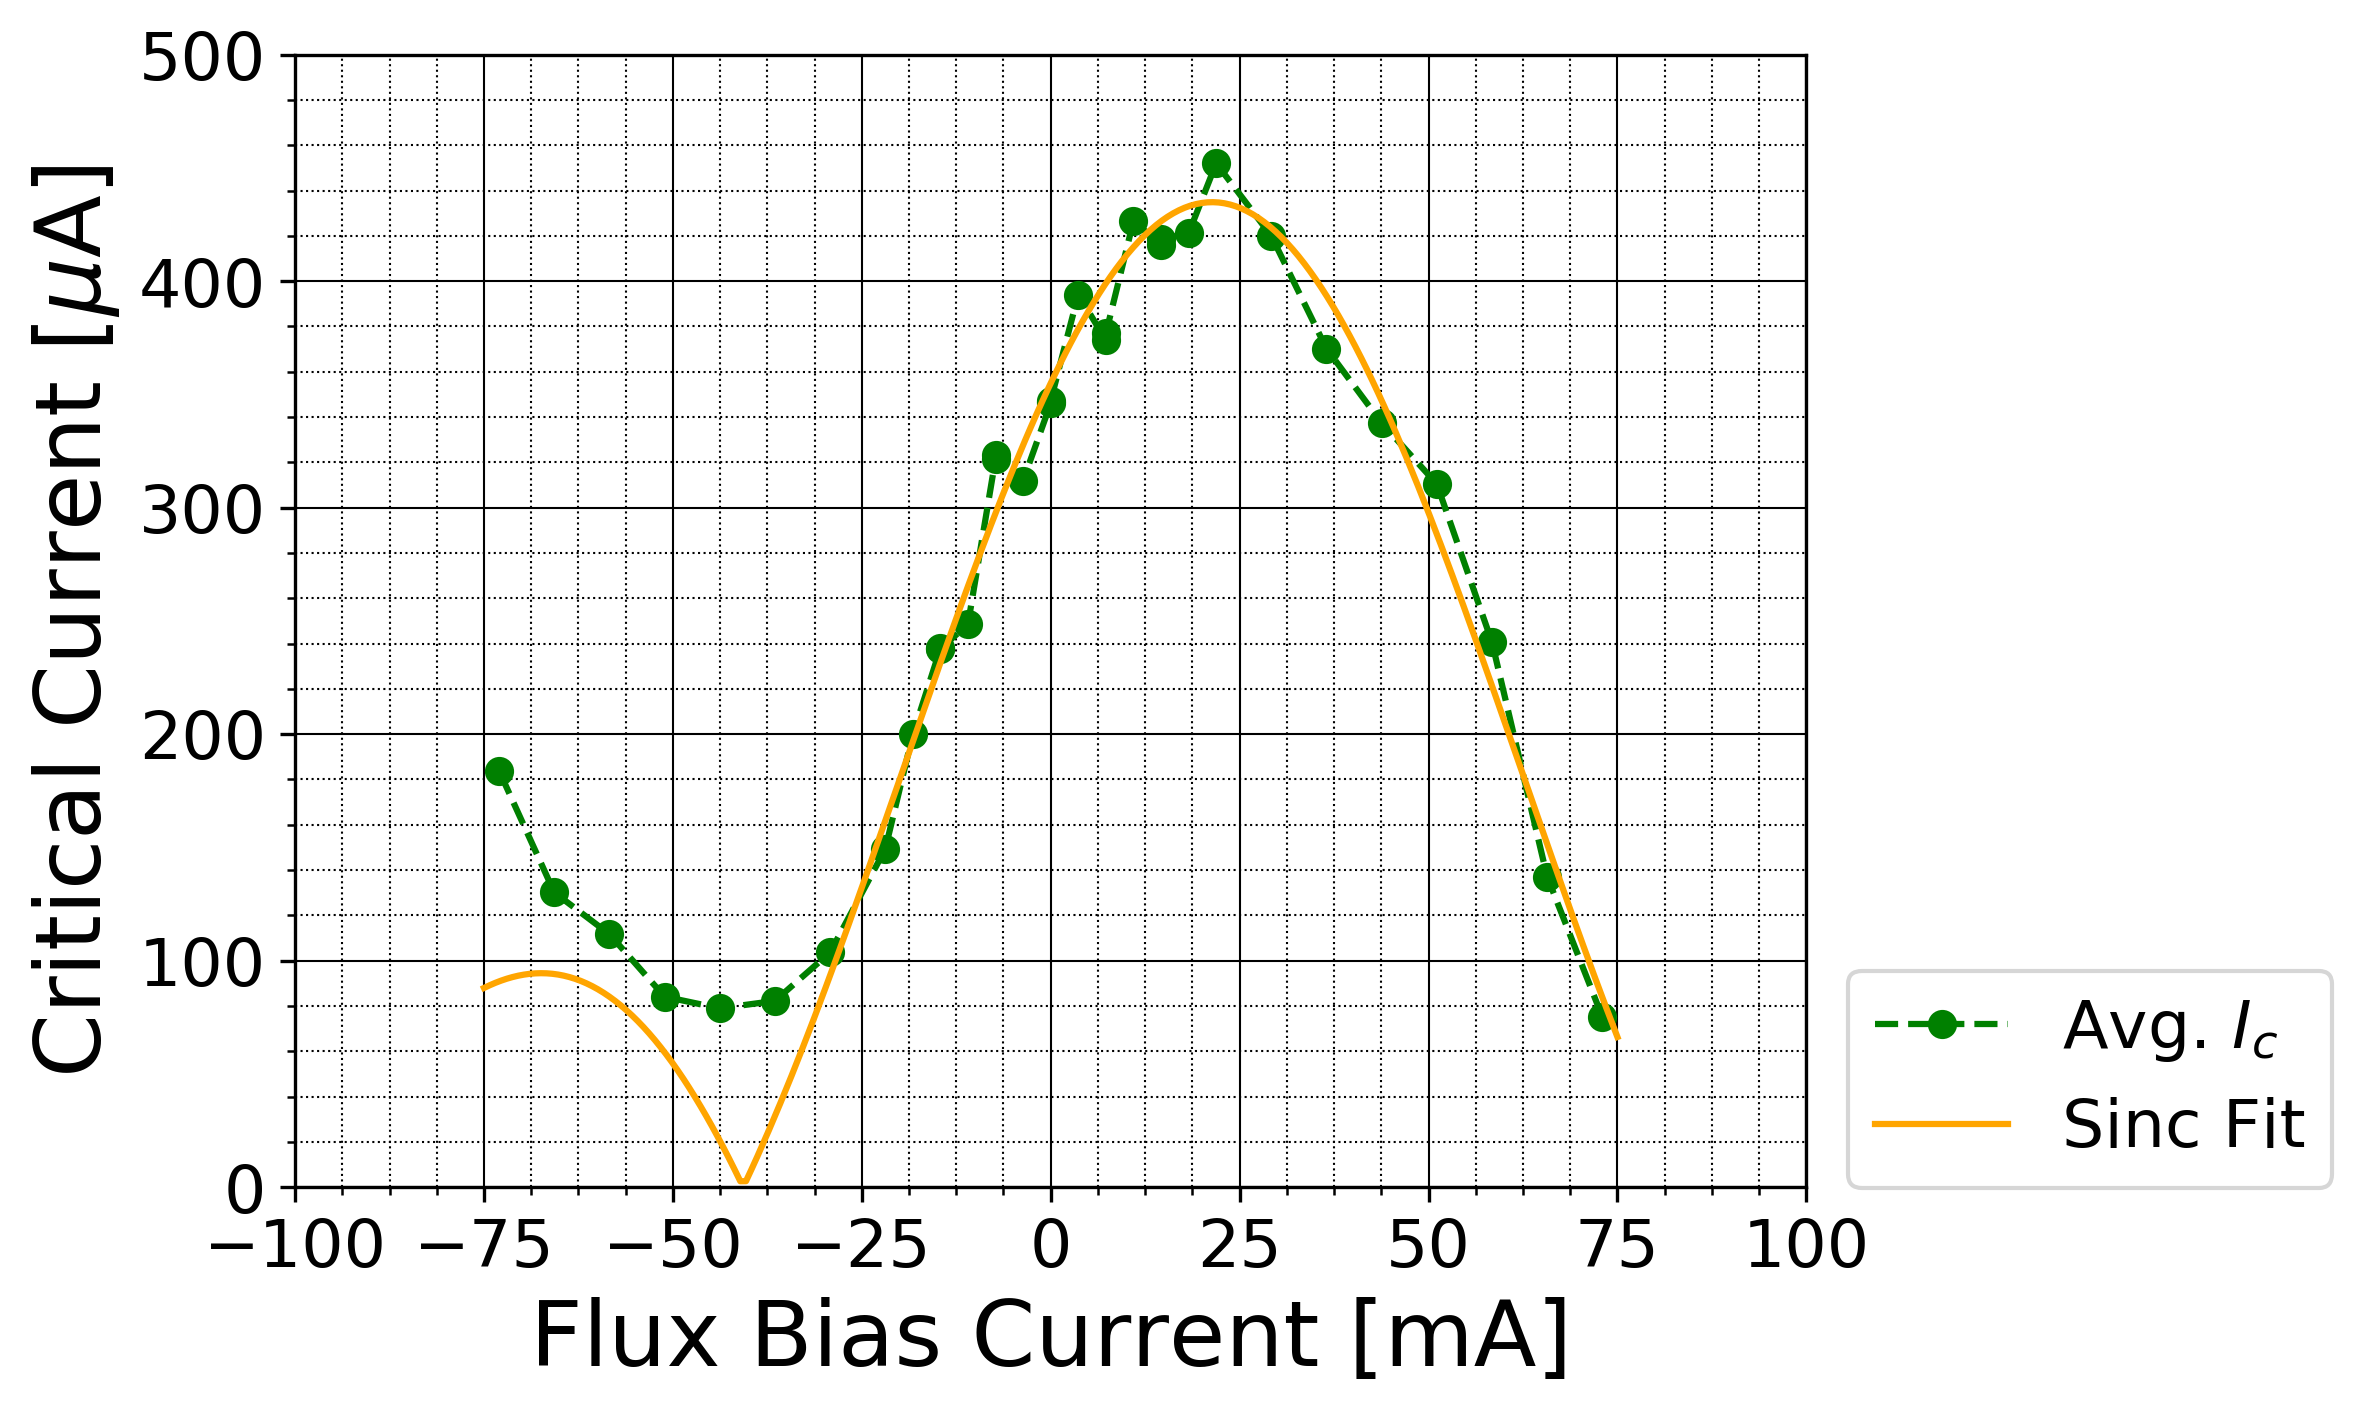 Critical Current [μA]
500
400
300
200
100
0
−100 −75 −50 −25 0 25 50 75 100
Flux Bias Current [mA]
Avg. I_c
Sinc Fit